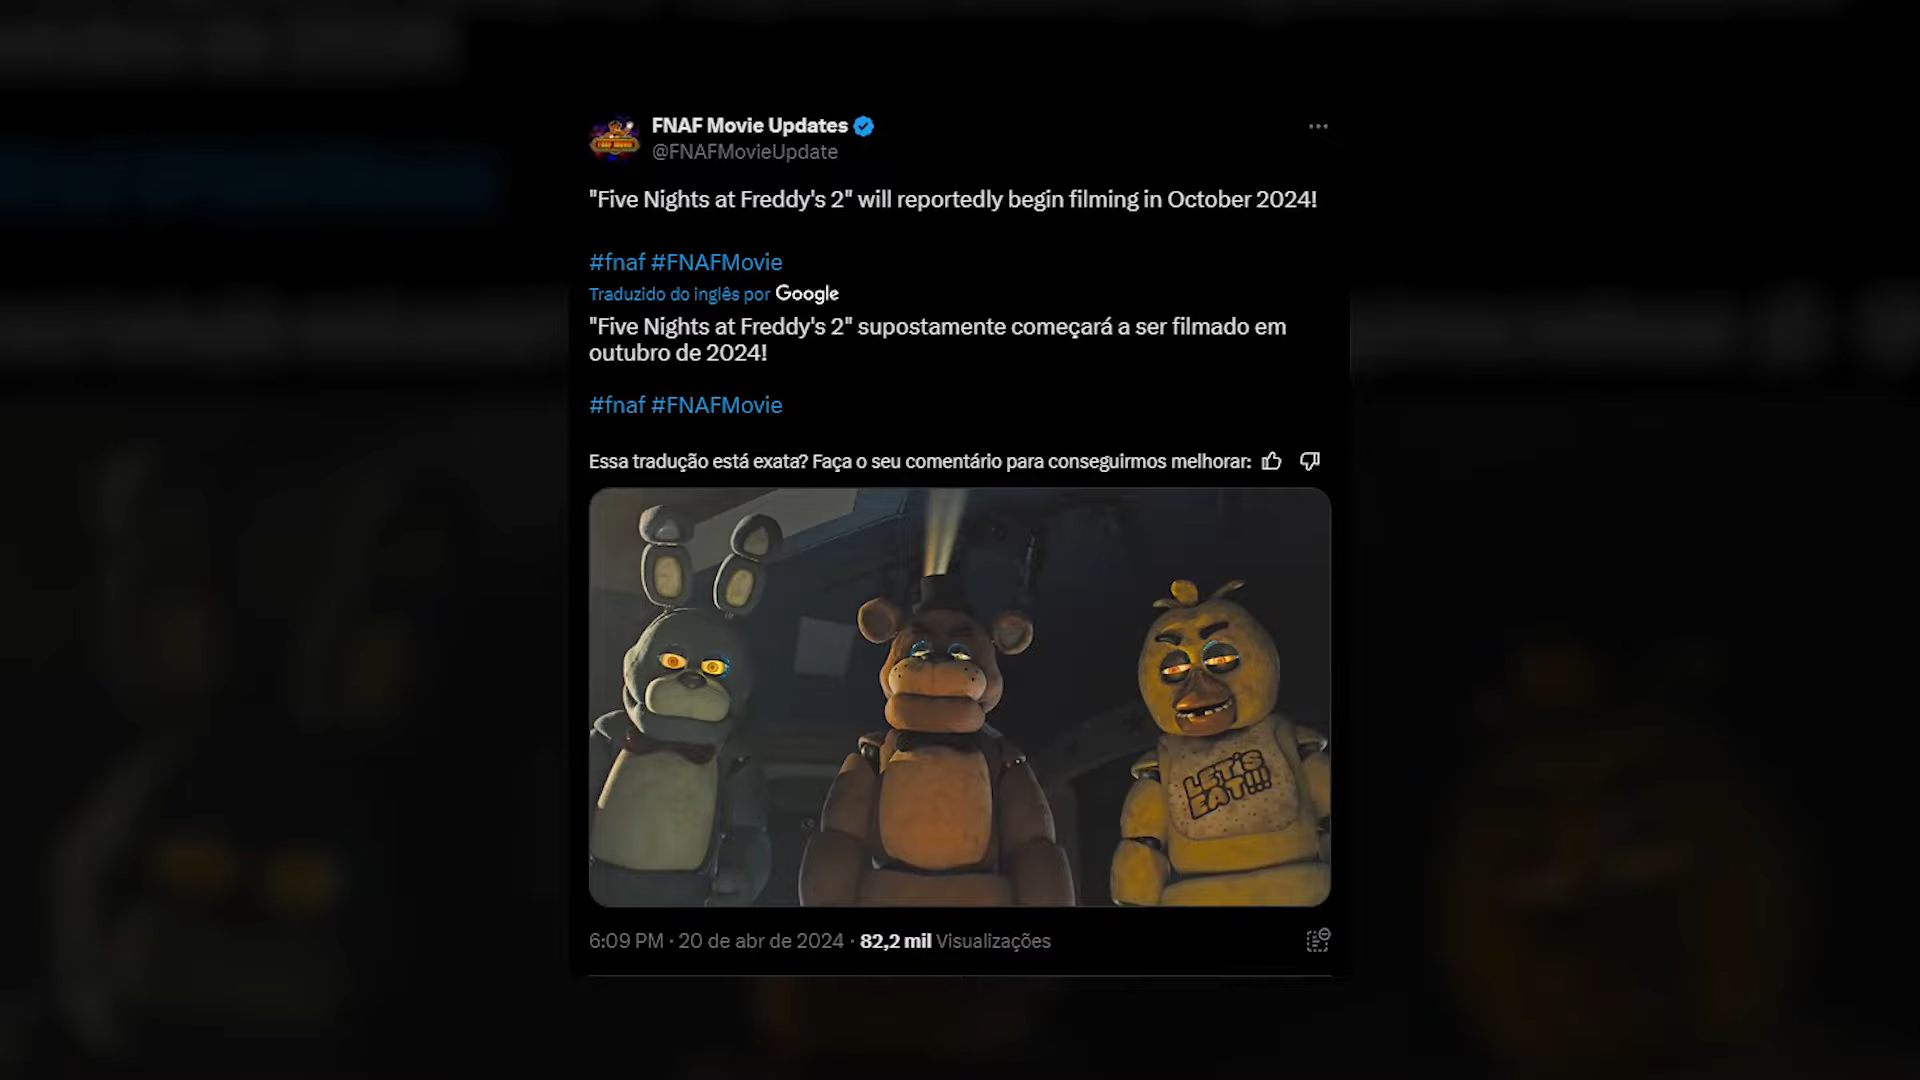 FNAF Movie Updates
@FNAFMovieUpdate
"Five Nights at Freddy's 2" will reportedly begin filming in October 2024!
#fnaf #FNAFMovie
Traduzido do inglês por Google
"Five Nights at Freddy's 2" supostamente começará a ser filmado em
outubro de 2024!
#fnaf #FNAFMovie
Essa tradução está exata? Faça o seu comentário para conseguirmos melhorar:
LET'S
EAT!!!
6:09 PM · 20 de abr de 2024 · 82,2 mil Visualizações